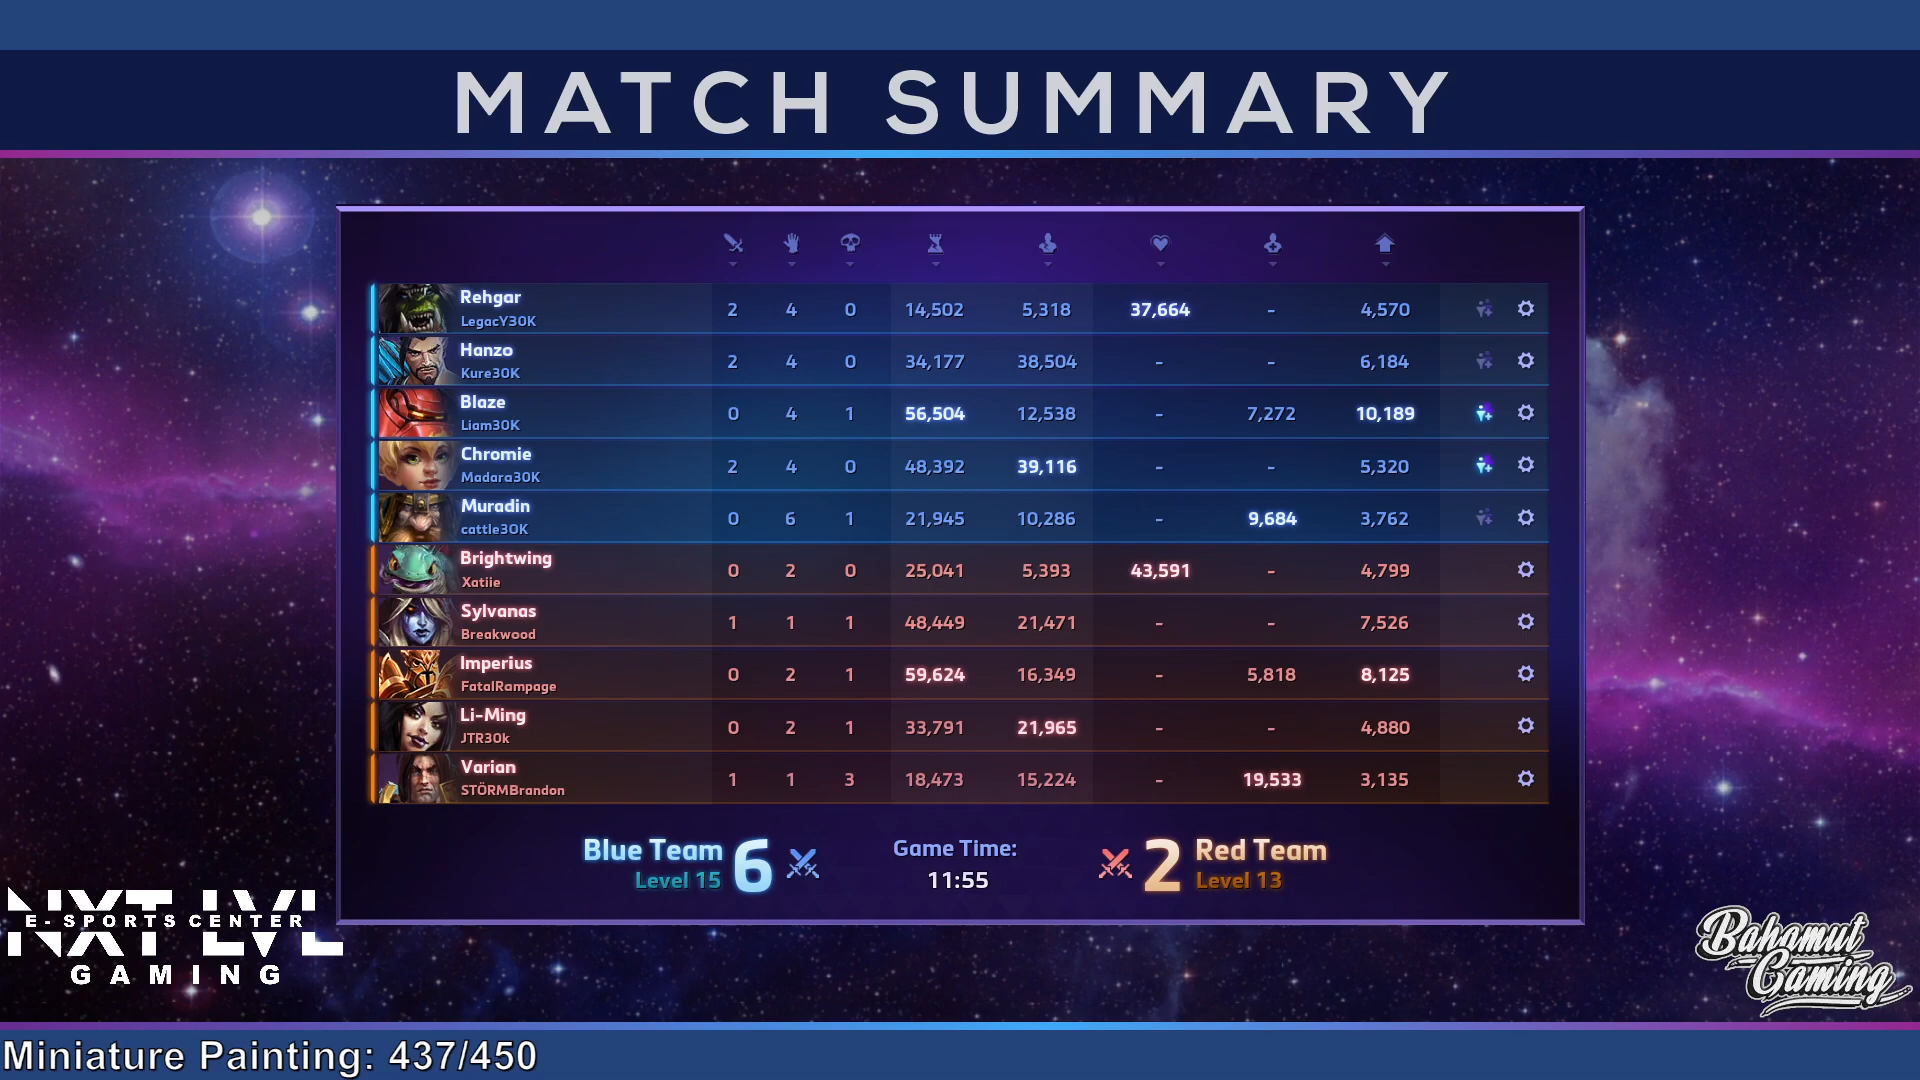 MATCH SUMMARY
Rehgar
LegacY30K
2 4 0 14,502 5,318 37,664 - 4,570
Hanzo
Kure30K
2 4 0 34,177 38,504 - - 6,184
Blaze
Liam30K
0 4 1 56,504 12,538 - 7,272 10,189
Chromie
Madara30K
2 4 0 48,392 39,116 - - 5,320
Muradin
cattle30K
0 6 1 21,945 10,286 - 9,684 3,762
Brightwing
Xatiie
0 2 0 25,041 5,393 43,591 - 4,799
Sylvanas
Breakwood
1 1 1 48,449 21,471 - - 7,526
Imperius
FatalRampage
0 2 1 59,624 16,349 - 5,818 8,125
Li-Ming
JTR30k
0 2 1 33,791 21,965 - - 4,880
Varian
STÖRMBrandon
1 1 3 18,473 15,224 - 19,533 3,135
Blue Team 6
Level 15
Game Time:
11:55
2 Red Team
Level 13
NXT LVL
E-SPORTS CENTER
GAMING
Bahamut
Gaming
Miniature Painting: 437/450